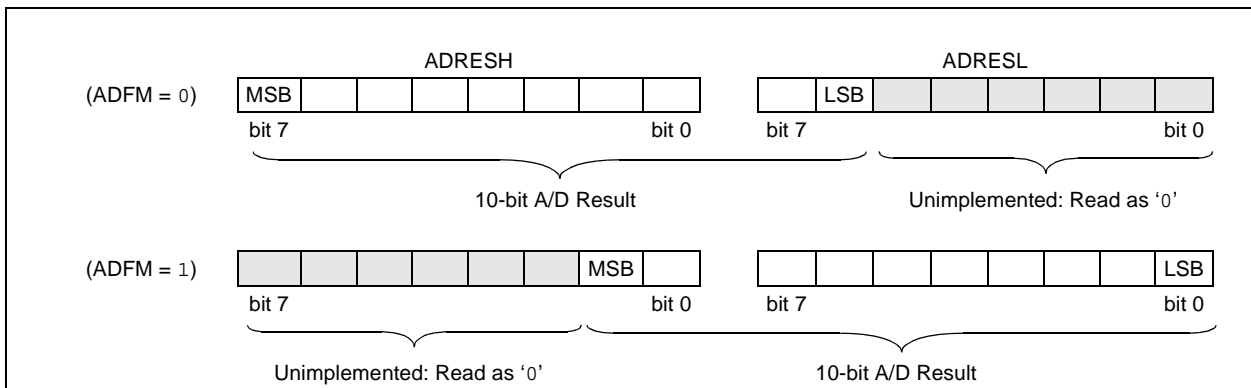 ADRESH ADRESL
(ADFM = 0) MSB LSB
bit 7 bit 0 bit 7 bit 0
10-bit A/D Result Unimplemented: Read as ‘0’
(ADFM = 1) MSB LSB
bit 7 bit 0 bit 7 bit 0
Unimplemented: Read as ‘0’ 10-bit A/D Result